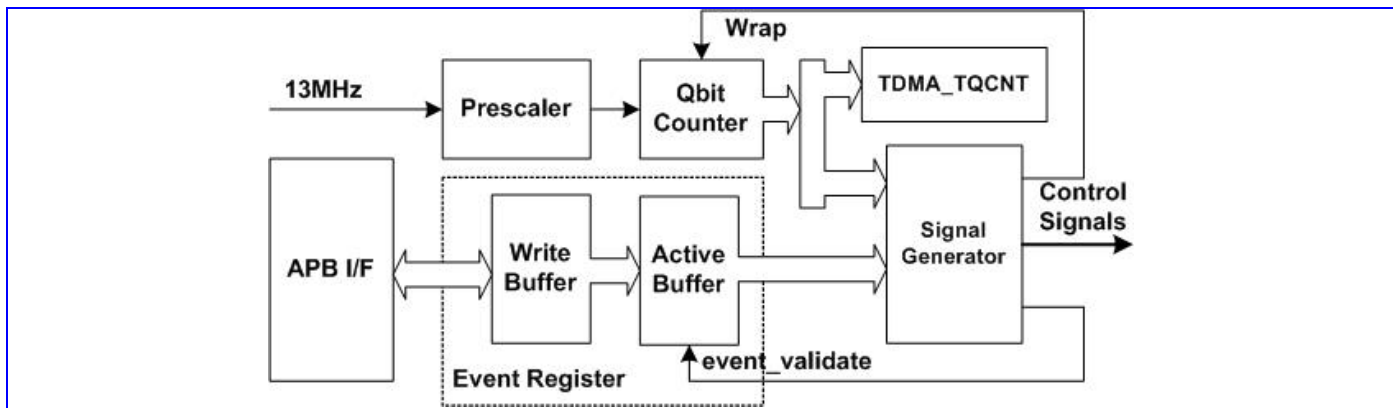 Wrap
13MHz
Prescaler
Qbit
Counter
TDMA_TQCNT
APB I/F
Write
Buffer
Active
Buffer
Signal
Generator
Control
Signals
event_validate
Event Register